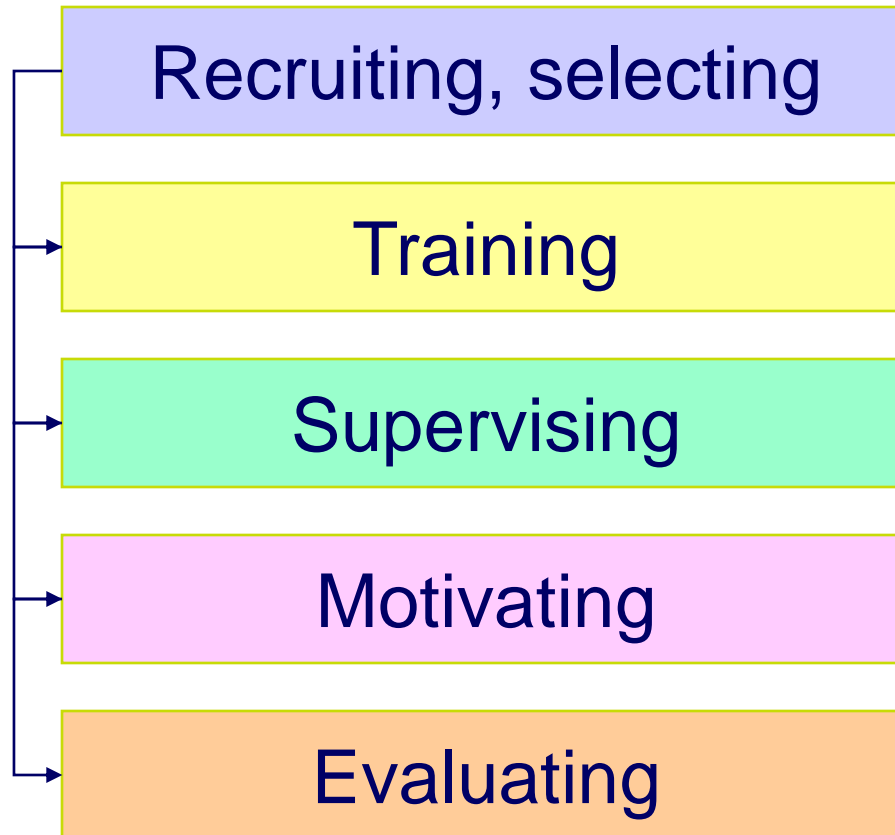 Recruiting, selecting
Training
Supervising
Motivating
Evaluating